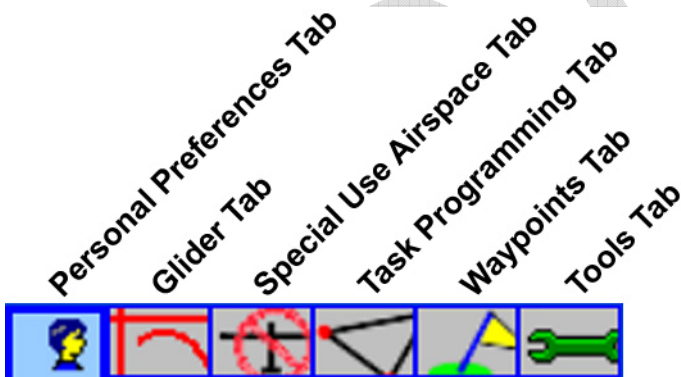 Personal Preferences Tab
Glider Tab
Special Use Airspace Tab
Task Programming Tab
Waypoints Tab
Tools Tab